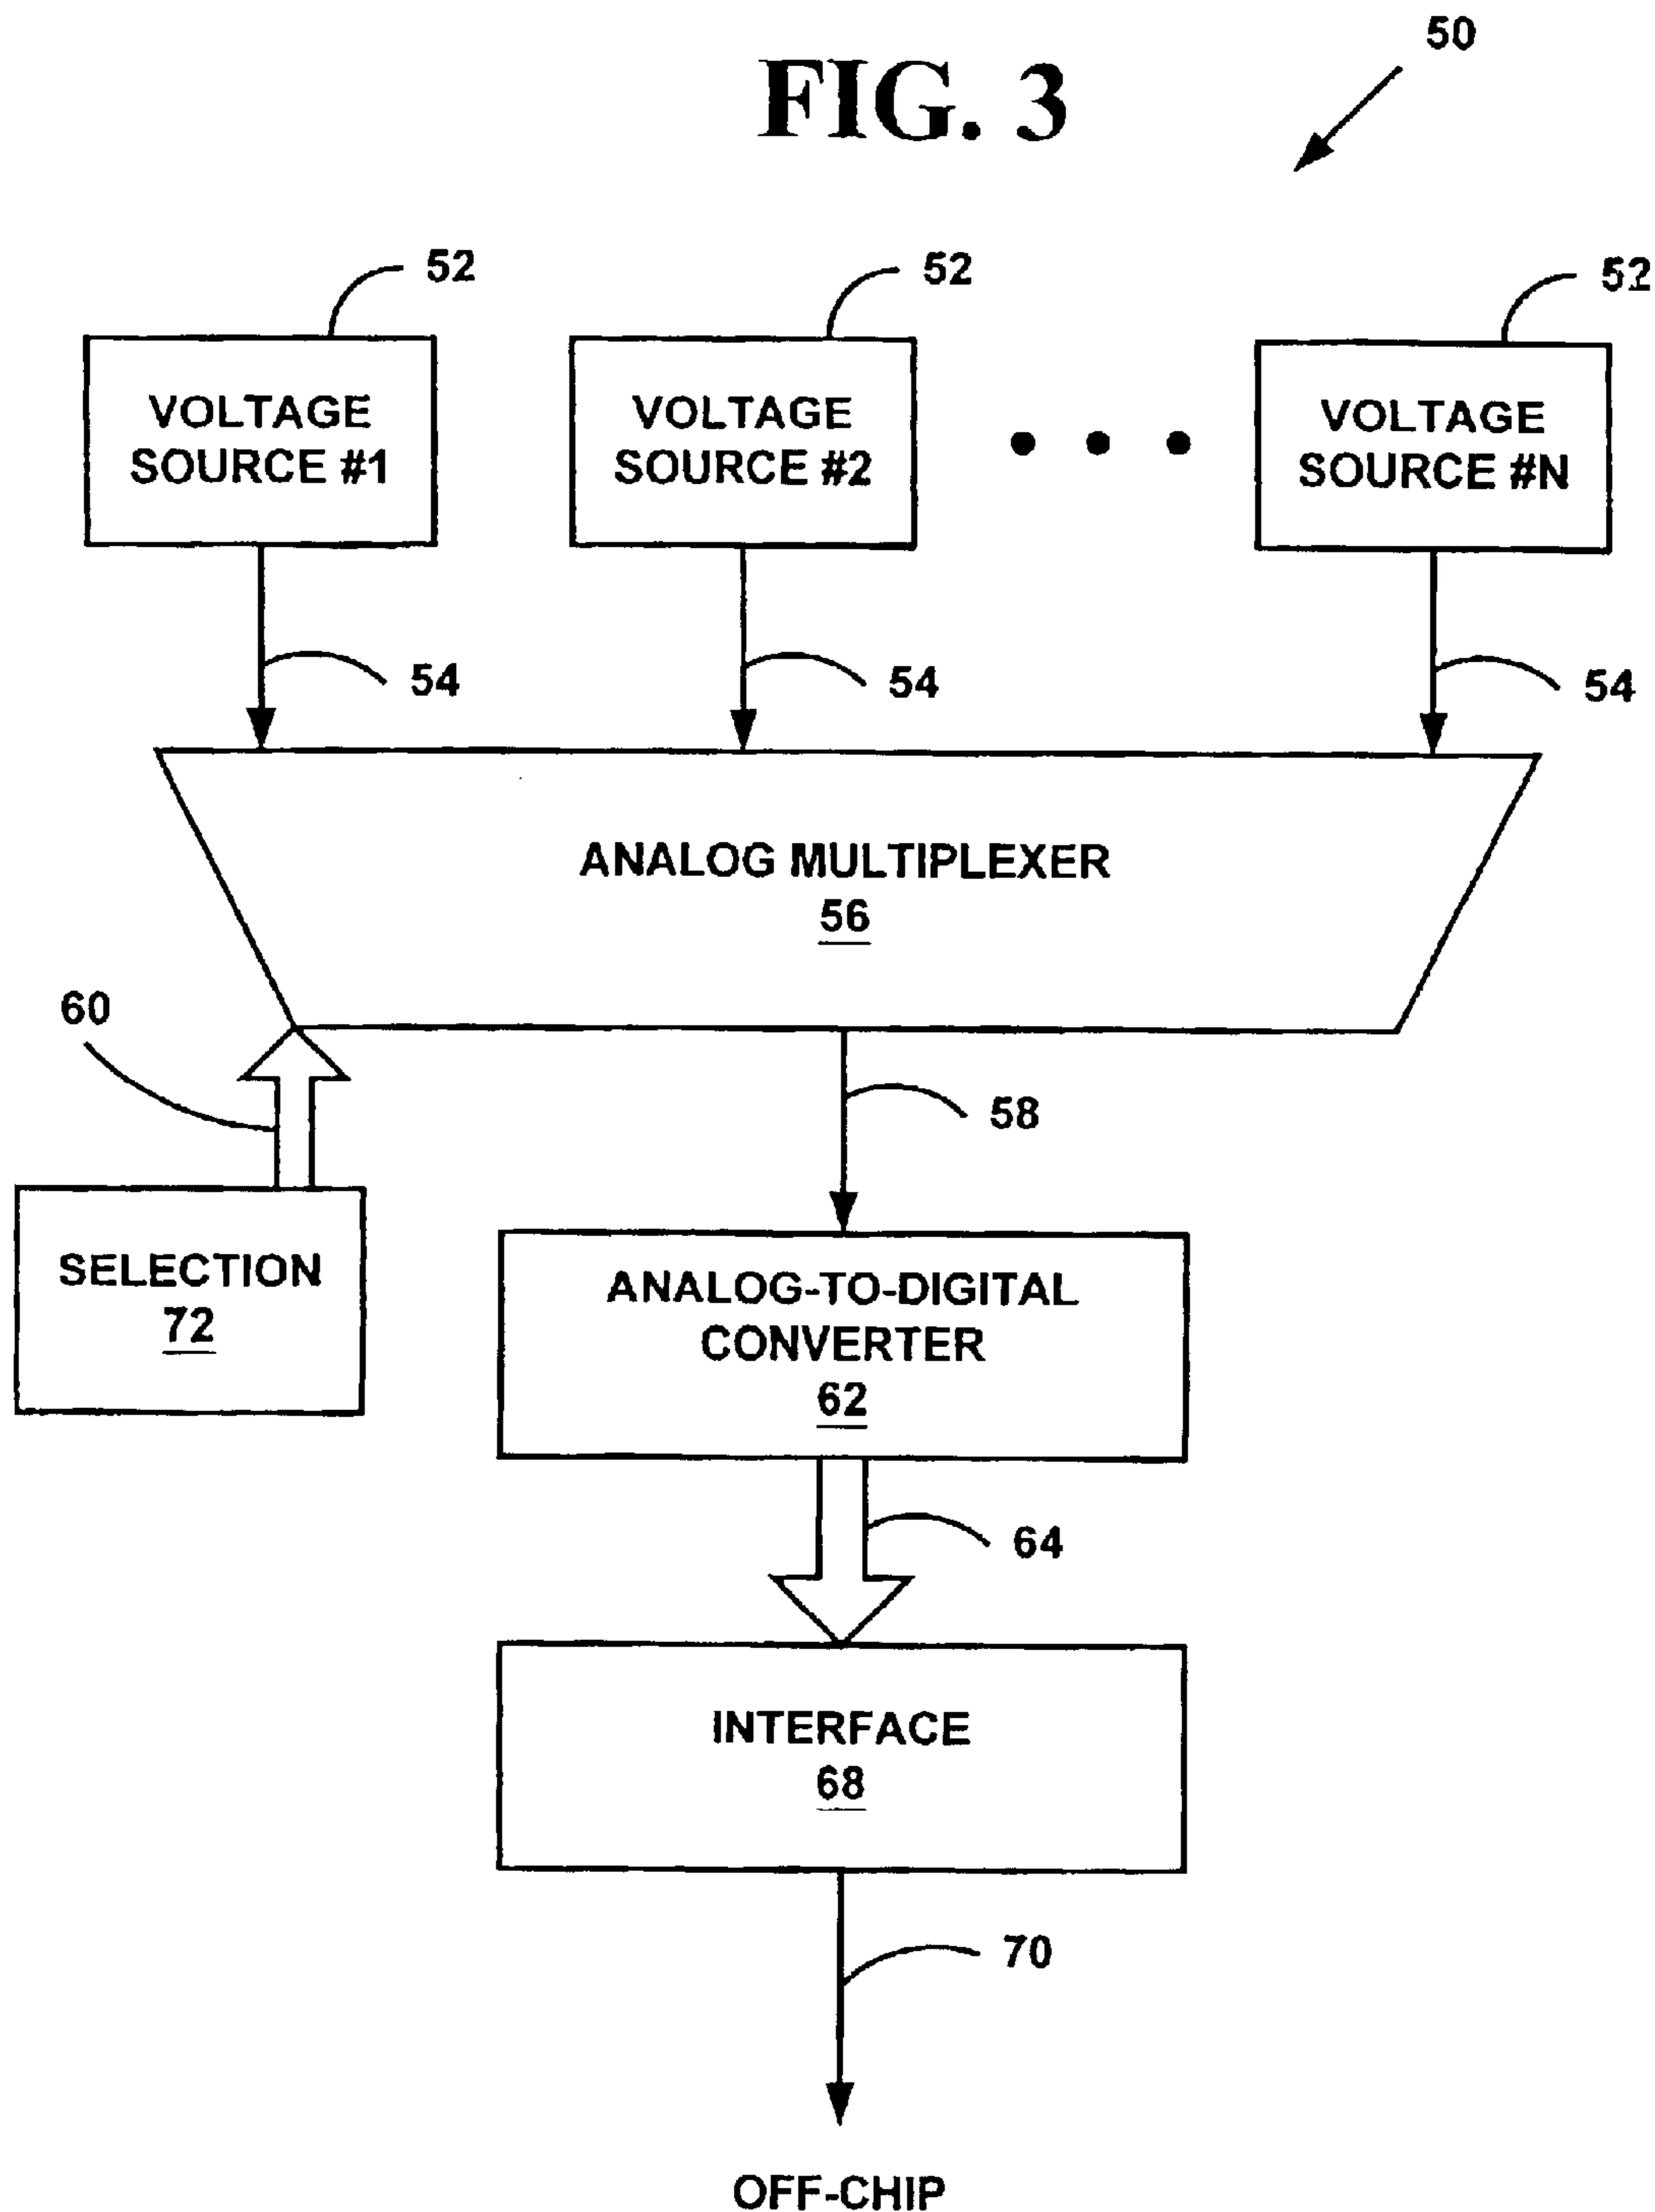 50
FIG. 3
52
52
52
VOLTAGE
SOURCE #1
VOLTAGE
SOURCE #2
VOLTAGE
SOURCE #N
54
54
54
ANALOG MULTIPLEXER
56
60
58
SELECTION
72
ANALOG-TO-DIGITAL
CONVERTER
62
64
INTERFACE
68
70
OFF-CHIP